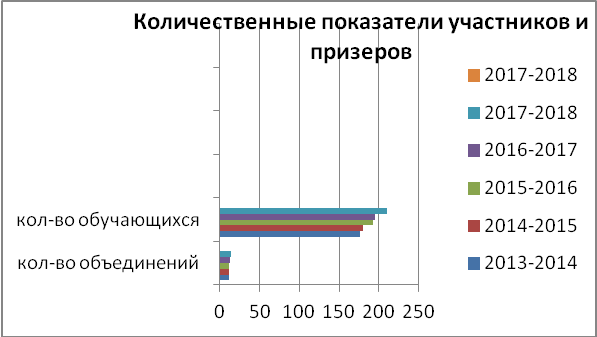 Количественные показатели участников и
призеров
2017-2018
2017-2018
2016-2017
2015-2016
2014-2015
2013-2014
кол-во обучающихся
кол-во объединений
0 50 100 150 200 250